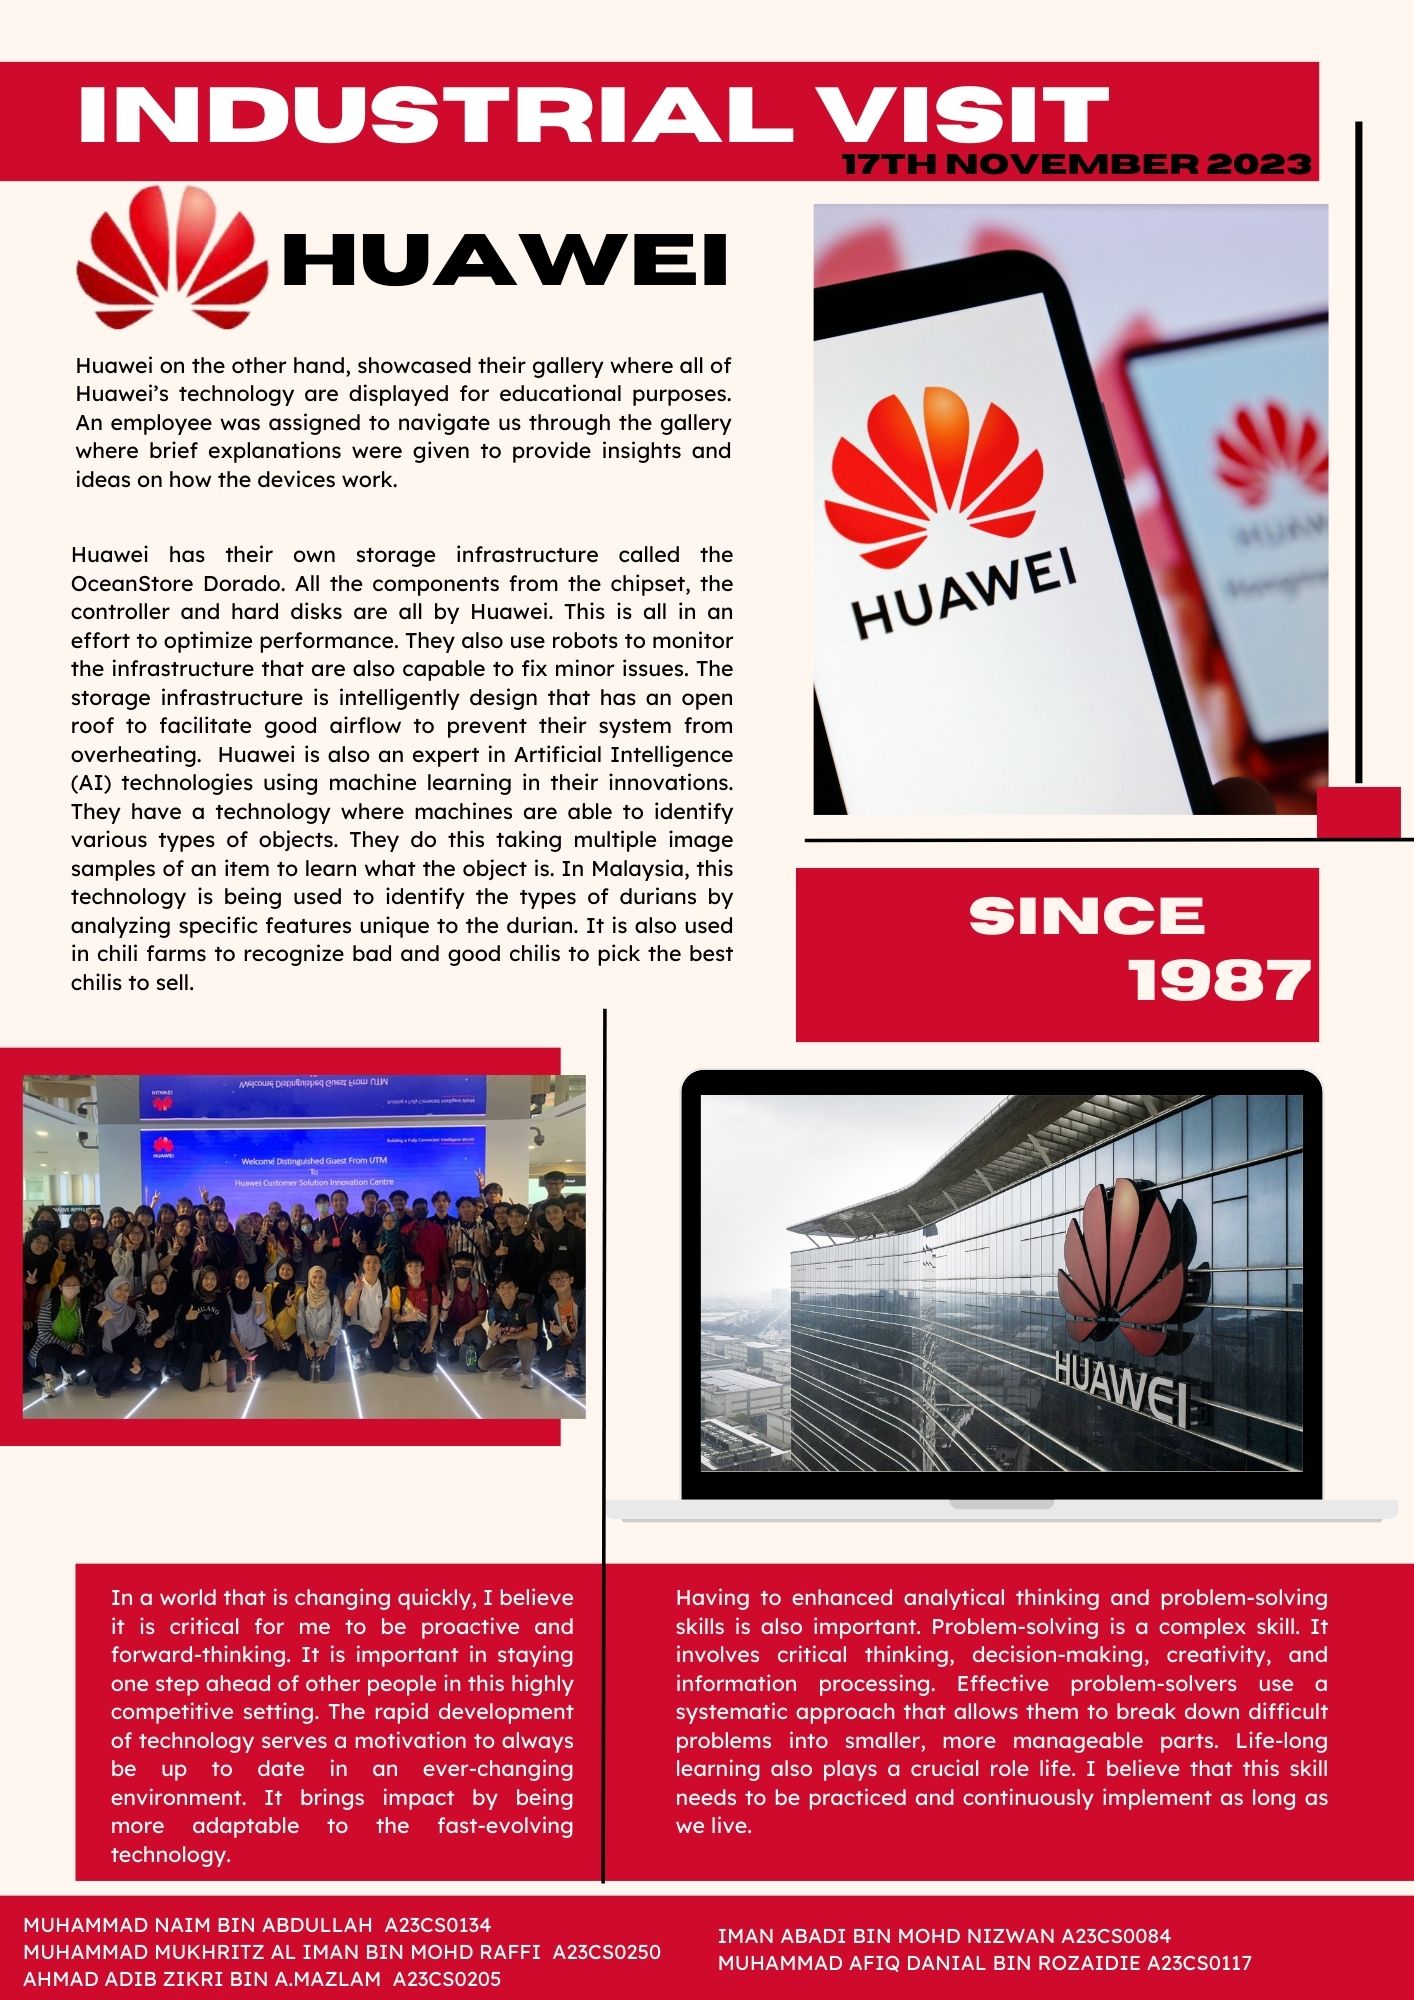 INDUSTRIAL VISIT
17TH NOVEMBER 2023
HUAWEI
Huawei on the other hand, showcased their gallery where all of
Huawei’s technology are displayed for educational purposes.
An employee was assigned to navigate us through the gallery
where brief explanations were given to provide insights and
ideas on how the devices work.
Huawei has their own storage infrastructure called the
OceanStore Dorado. All the components from the chipset, the
controller and hard disks are all by Huawei. This is all in an
effort to optimize performance. They also use robots to monitor
the infrastructure that are also capable to fix minor issues. The
storage infrastructure is intelligently design that has an open
roof to facilitate good airflow to prevent their system from
overheating.  Huawei is also an expert in Artificial Intelligence
(AI) technologies using machine learning in their innovations.
They have a technology where machines are able to identify
various types of objects. They do this taking multiple image
samples of an item to learn what the object is. In Malaysia, this
technology is being used to identify the types of durians by
analyzing specific features unique to the durian. It is also used
in chili farms to recognize bad and good chilis to pick the best
chilis to sell.
HUAWEI
SINCE
1987
Welcome Distinguished Guest From UTM
HUAWEI
Building a Fully Connected Intelligent World
HUAWEI
Building a Fully Connected Intelligent World
Welcome Distinguished Guest From UTM
To
Huawei Customer Solution Innovation Centre
MILANO
HUAWEI
In a world that is changing quickly, I believe
it is critical for me to be proactive and
forward-thinking. It is important in staying
one step ahead of other people in this highly
competitive setting. The rapid development
of technology serves a motivation to always
be up to date in an ever-changing
environment. It brings impact by being
more adaptable to the fast-evolving
technology.
Having to enhanced analytical thinking and problem-solving
skills is also important. Problem-solving is a complex skill. It
involves critical thinking, decision-making, creativity, and
information processing. Effective problem-solvers use a
systematic approach that allows them to break down difficult
problems into smaller, more manageable parts. Life-long
learning also plays a crucial role life. I believe that this skill
needs to be practiced and continuously implement as long as
we live.
MUHAMMAD NAIM BIN ABDULLAH  A23CS0134
MUHAMMAD MUKHRITZ AL IMAN BIN MOHD RAFFI  A23CS0250
AHMAD ADIB ZIKRI BIN A.MAZLAM  A23CS0205
IMAN ABADI BIN MOHD NIZWAN A23CS0084
MUHAMMAD AFIQ DANIAL BIN ROZAIDIE A23CS0117